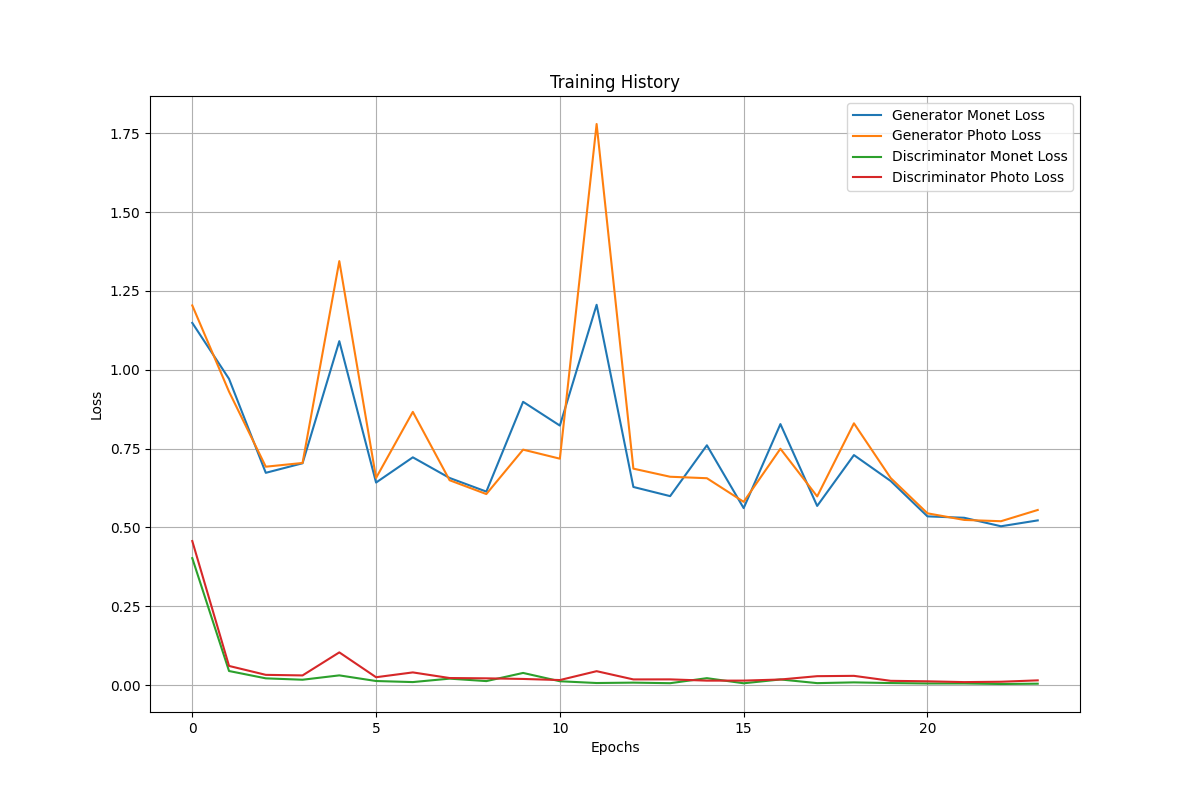 Training History
Generator Monet Loss
Generator Photo Loss
Discriminator Monet Loss
Discriminator Photo Loss
Loss
1.75
1.50
1.25
1.00
0.75
0.50
0.25
0.00
0 5 10 15 20
Epochs